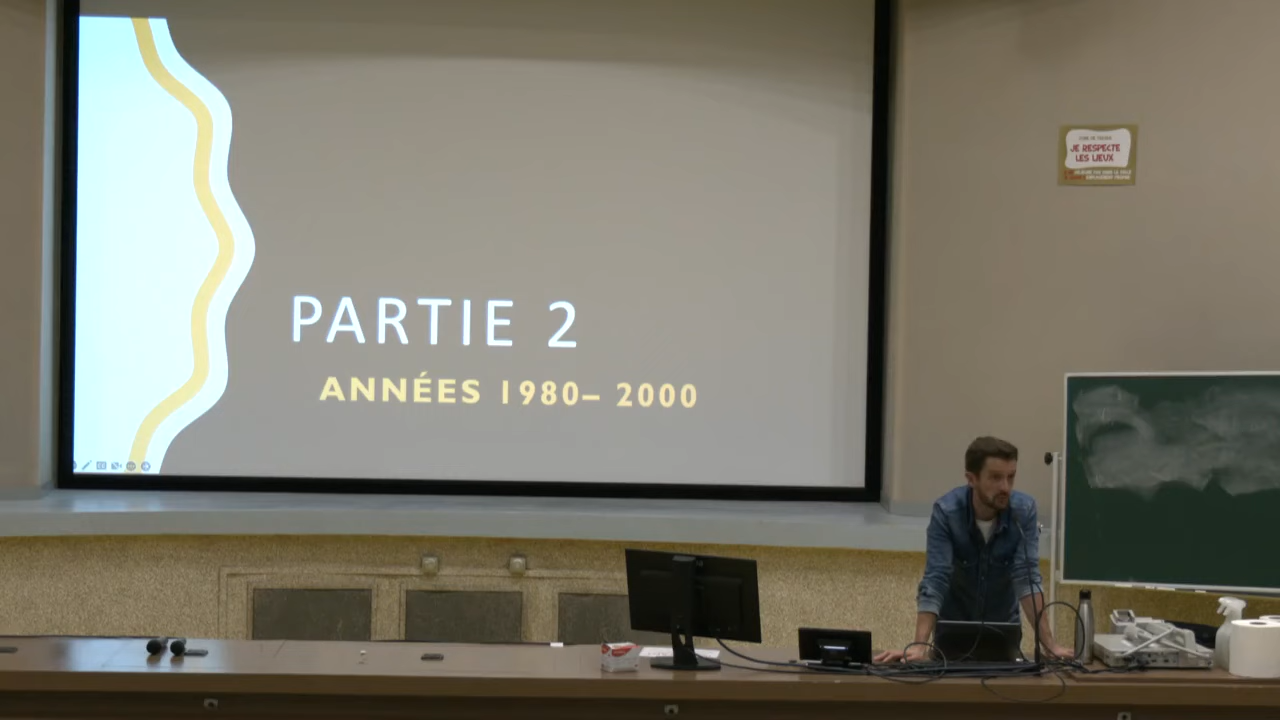 PARTIE 2
ANNÉES 1980– 2000
JE RESPECTE
LES LIEUX